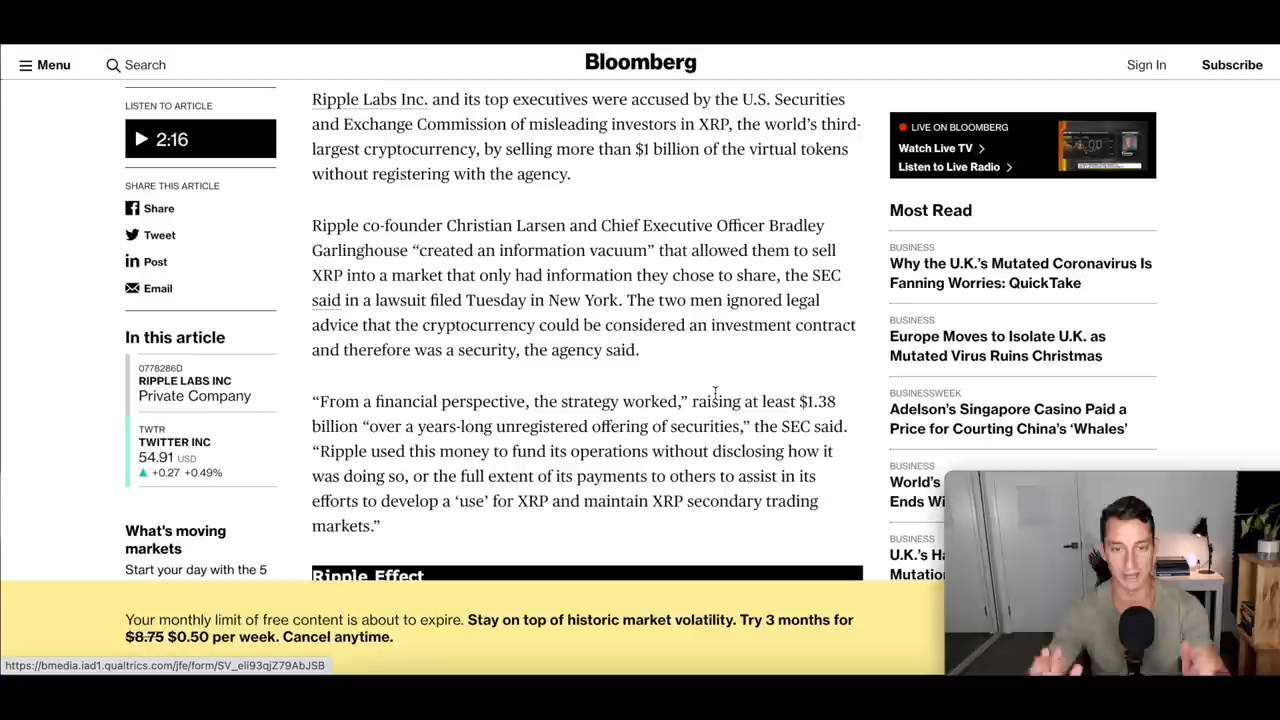 Menu
Search
Bloomberg
Sign In
Subscribe
LISTEN TO ARTICLE
2:16
SHARE THIS ARTICLE
Share
Tweet
Post
Email
In this article
0778286D
RIPPLE LABS INC
Private Company
TWTR
TWITTER INC
54.91 USD
+0.27 +0.49%
What's moving
markets
Start your day with the 5
Ripple Labs Inc. and its top executives were accused by the U.S. Securities
and Exchange Commission of misleading investors in XRP, the world’s third-
largest cryptocurrency, by selling more than $1 billion of the virtual tokens
without registering with the agency.
Ripple co-founder Christian Larsen and Chief Executive Officer Bradley
Garlinghouse “created an information vacuum” that allowed them to sell
XRP into a market that only had information they chose to share, the SEC
said in a lawsuit filed Tuesday in New York. The two men ignored legal
advice that the cryptocurrency could be considered an investment contract
and therefore was a security, the agency said.
“From a financial perspective, the strategy worked,” raising at least $1.38
billion “over a years-long unregistered offering of securities,” the SEC said.
“Ripple used this money to fund its operations without disclosing how it
was doing so, or the full extent of its payments to others to assist in its
efforts to develop a ‘use’ for XRP and maintain XRP secondary trading
markets.”
Ripple Effect
LIVE ON BLOOMBERG
Watch Live TV
Listen to Live Radio
Most Read
BUSINESS
Why the U.K.’s Mutated Coronavirus Is
Fanning Worries: QuickTake
BUSINESS
Europe Moves to Isolate U.K. as
Mutated Virus Ruins Christmas
BUSINESSWEEK
Adelson’s Singapore Casino Paid a
Price for Courting China’s ‘Whales’
BUSINESS
World's
Ends Wi
BUSINESS
U.K.'s Ha
Mutation
Your monthly limit of free content is about to expire. Stay on top of historic market volatility. Try 3 months for
$8.75 $0.50 per week. Cancel anytime.
https://bmedia.iad1.qualtrics.com/jfe/form/SV_eli93qjZ79AbJSB